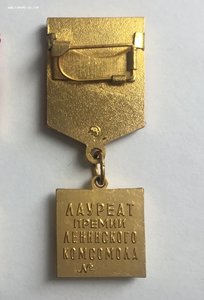 ЛАУРЕАТ
ПРЕМИИ
ЛЕНИНСКОГО
КОМСОМОЛА
№